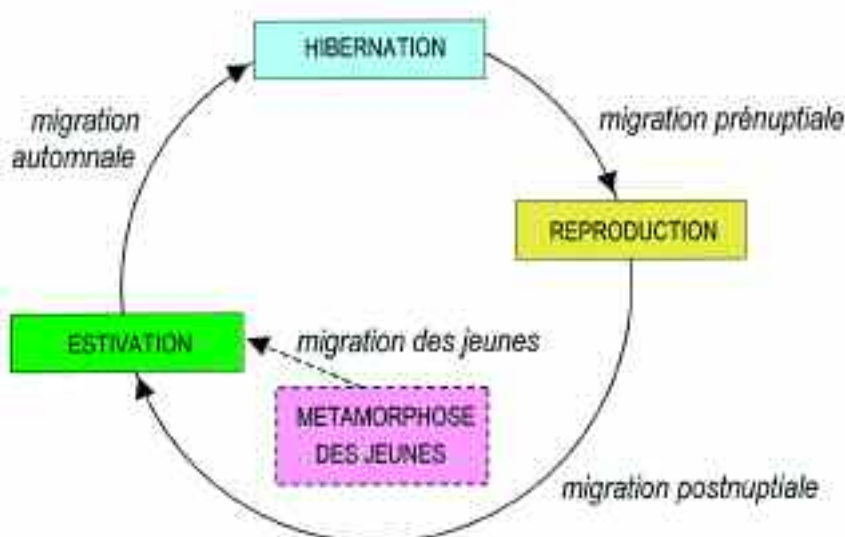 HIBERNATION
migration
automnale
migration prénuptiale
REPRODUCTION
ESTIVATION
migration des jeunes
METAMORPHOSE
DES JEUNES
migration postnuptiale